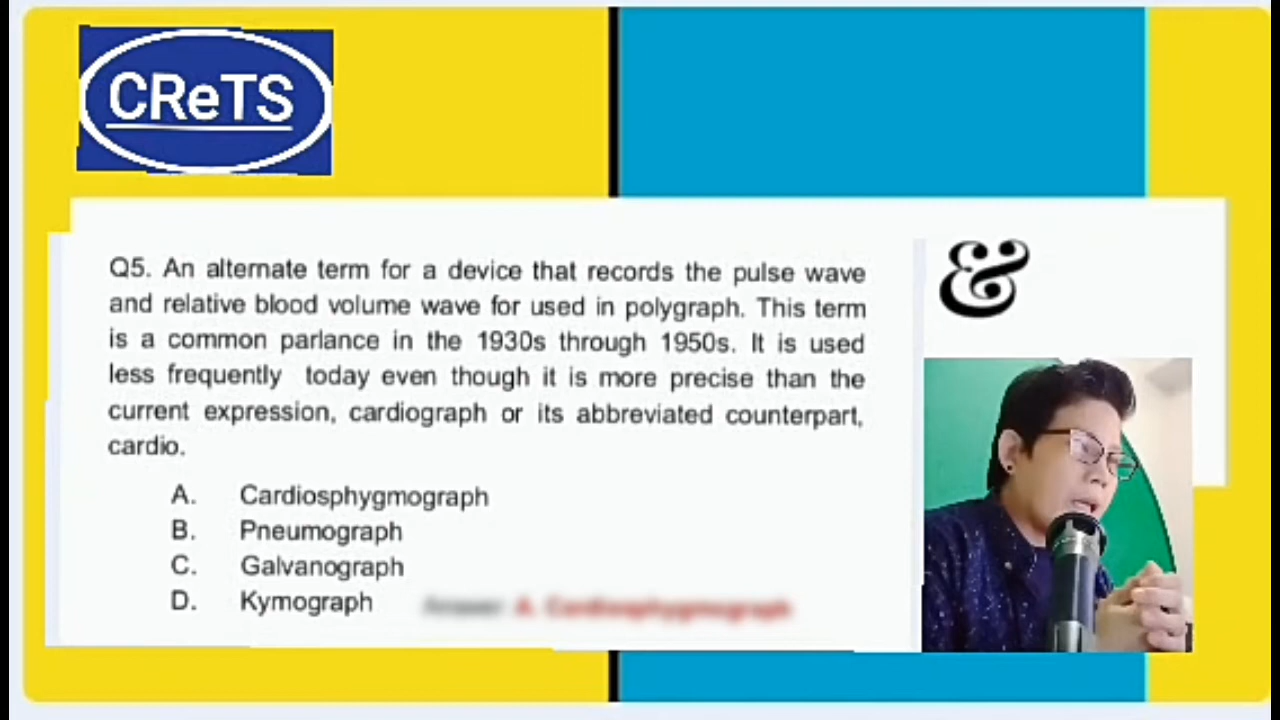 CReTS
&
Q5. An alternate term for a device that records the pulse wave
and relative blood volume wave for used in polygraph. This term
is a common parlance in the 1930s through 1950s. It is used
less frequently today even though it is more precise than the
current expression, cardiograph or its abbreviated counterpart,
cardio.
A. Cardiosphygmograph
B. Pneumograph
C. Galvanograph
D. Kymograph
Answer: A. Cardiosphygmograph